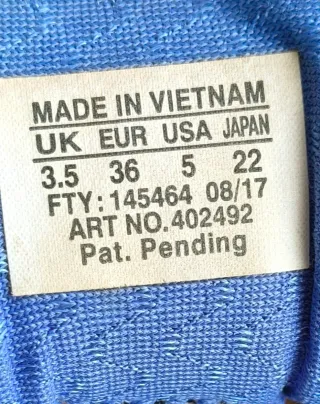 MADE IN VIETNAM
UK EUR USA JAPAN
3.5 36 5 22
FTY: 145464 08/17
ART NO. 402492
Pat. Pending